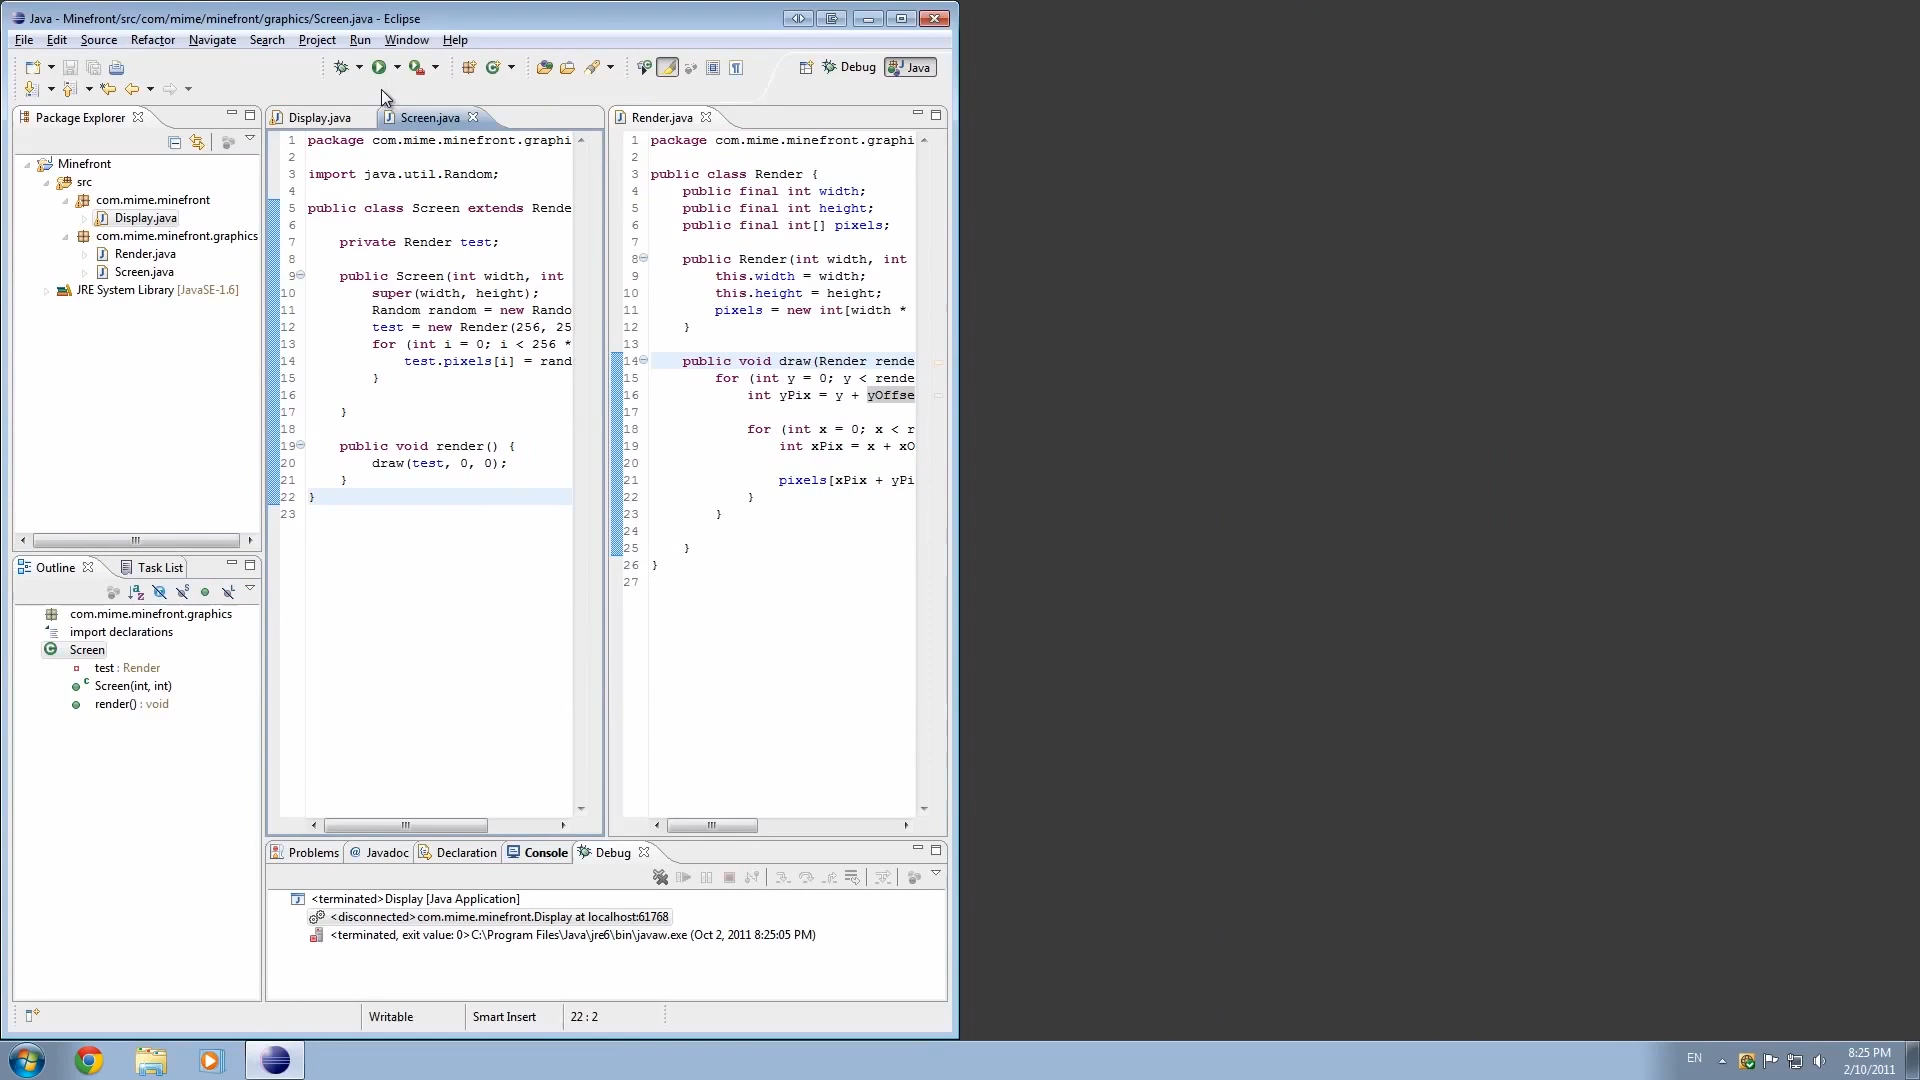 Java - Minefront/src/com/mime/minefront/graphics/Screen.java - Eclipse
File Edit Source Refactor Navigate Search Project Run Window Help
Debug Java
Package Explorer
Minefront
src
com.mime.minefront
Display.java
com.mime.minefront.graphics
Render.java
Screen.java
JRE System Library [JavaSE-1.6]
Outline Task List
com.mime.minefront.graphics
import declarations
Screen
test : Render
Screen(int, int)
render() : void
Display.java Screen.java
1 package com.mime.minefront.graphi
2
3 import java.util.Random;
4
5 public class Screen extends Rende
6
7 private Render test;
8
9 public Screen(int width, int
10 super(width, height);
11 Random random = new Rando
12 test = new Render(256, 25
13 for (int i = 0; i < 256 *
14 test.pixels[i] = rand
15 }
16
17 }
18
19 public void render() {
20 draw(test, 0, 0);
21 }
22 }
23
Render.java
1 package com.mime.minefront.graphi
2
3 public class Render {
4 public final int width;
5 public final int height;
6 public final int[] pixels;
7
8 public Render(int width, int
9 this.width = width;
10 this.height = height;
11 pixels = new int[width *
12 }
13
14 public void draw(Render rende
15 for (int y = 0; y < rende
16 int yPix = y + yOffse
17
18 for (int x = 0; x < r
19 int xPix = x + xO
20
21 pixels[xPix + yPi
22 }
23 }
24
25 }
26 }
27
Problems @ Javadoc Declaration Console Debug
<terminated>Display [Java Application]
<disconnected>com.mime.minefront.Display at localhost:61768
<terminated, exit value: 0>C:\Program Files\Java\jre6\bin\javaw.exe (Oct 2, 2011 8:25:05 PM)
Writable Smart Insert 22 : 2
EN
8:25 PM
2/10/2011